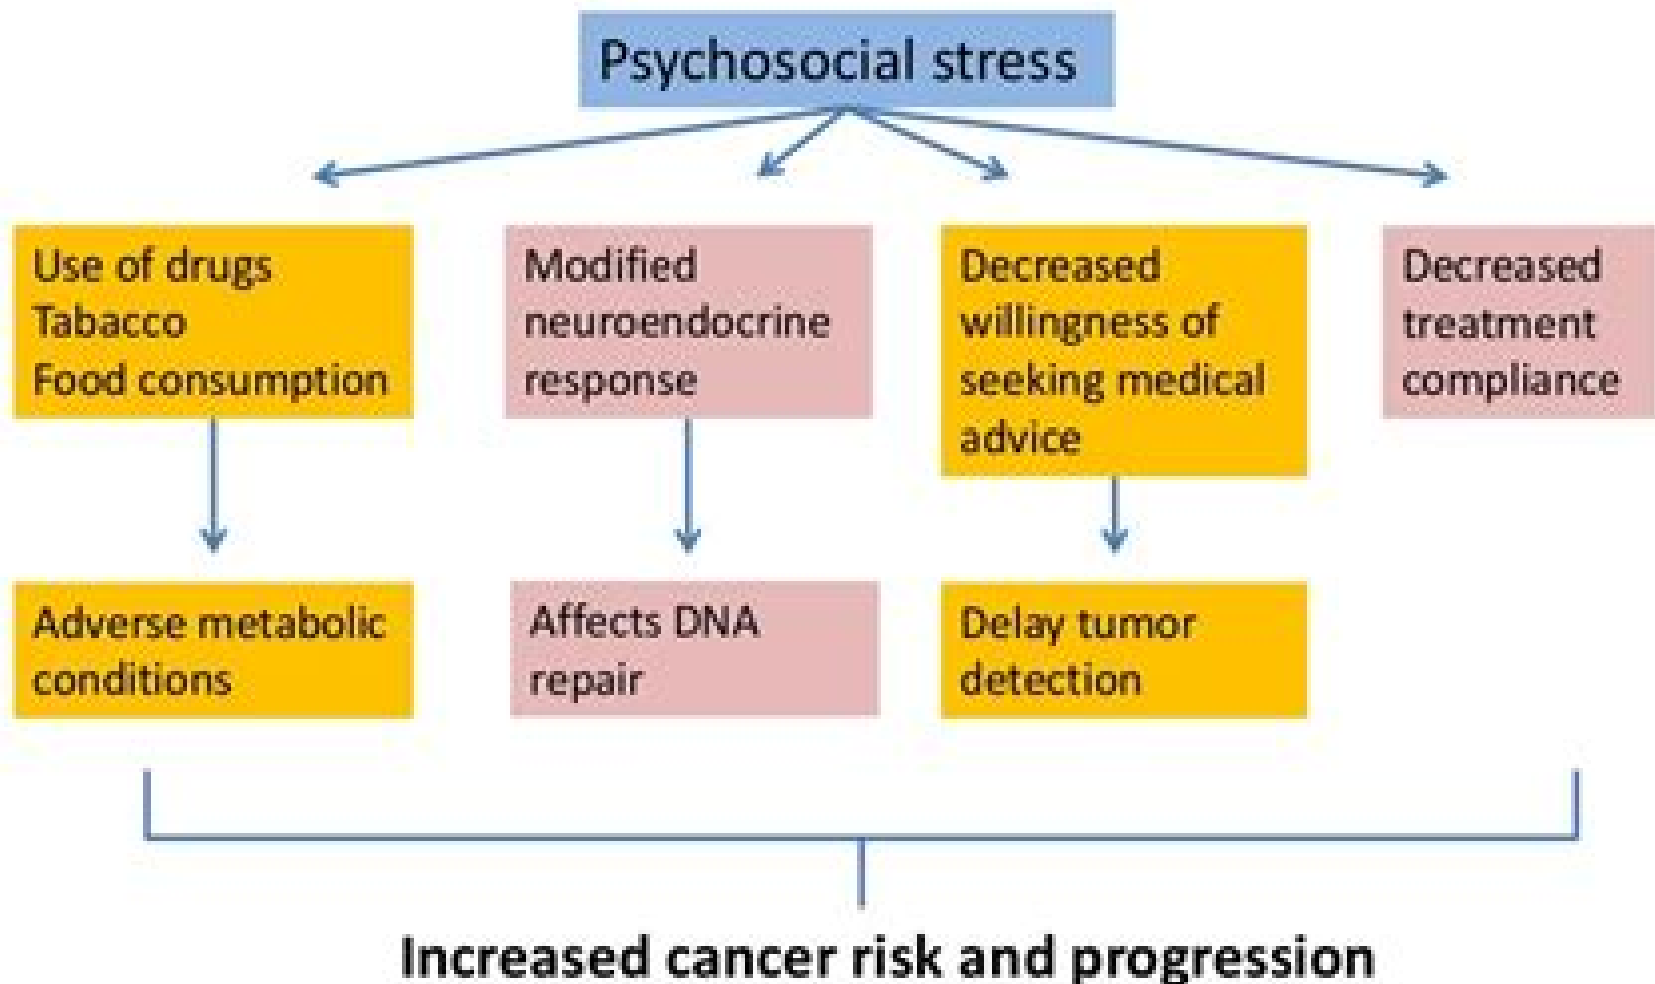 Psychosocial stress
Use of drugs
Tabacco
Food consumption
Modified
neuroendocrine
response
Decreased
willingness of
seeking medical
advice
Decreased
treatment
compliance
Adverse metabolic
conditions
Affects DNA
repair
Delay tumor
detection
Increased cancer risk and progression